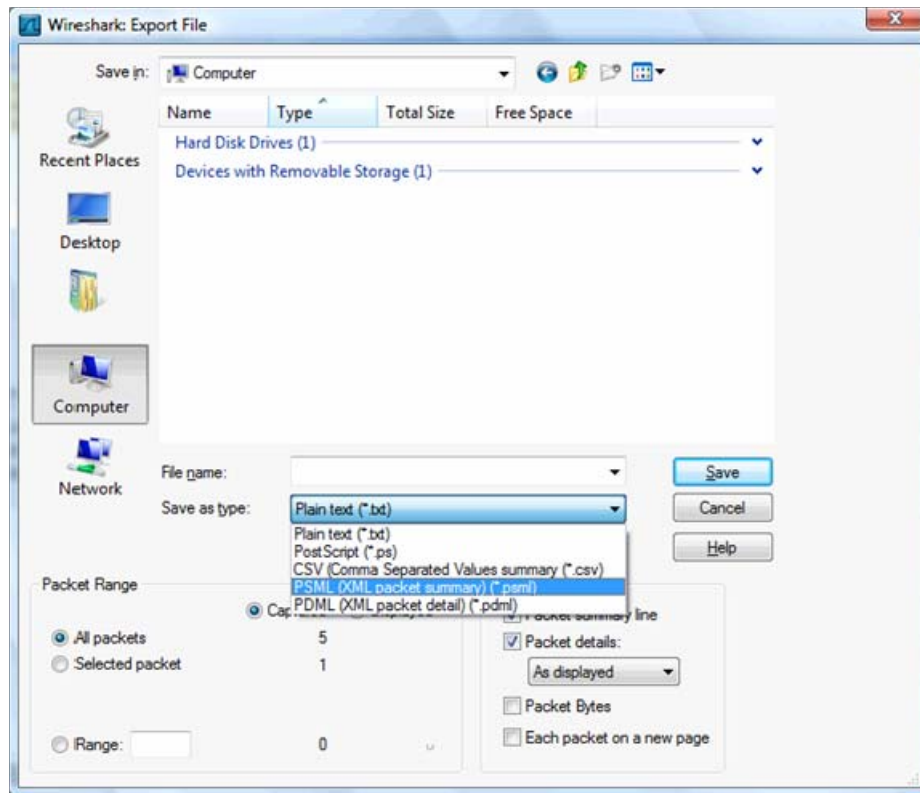 Wireshark: Export File
Save in:
Computer
Name Type Total Size Free Space
Hard Disk Drives (1)
Devices with Removable Storage (1)
Recent Places
Desktop
Computer
Network
File name:
Save
Save as type:
Plain text (*.txt)
Cancel
Plain text (*.txt)
PostScript (*.ps)
CSV (Comma Separated Values summary (*.csv)
PSML (XML packet summary) (*.psml)
PDML (XML packet detail) (*.pdml)
Help
Packet Range
Packet summary line
All packets 5
Packet details:
Selected packet 1
As displayed
Packet Bytes
Range: 0
Each packet on a new page